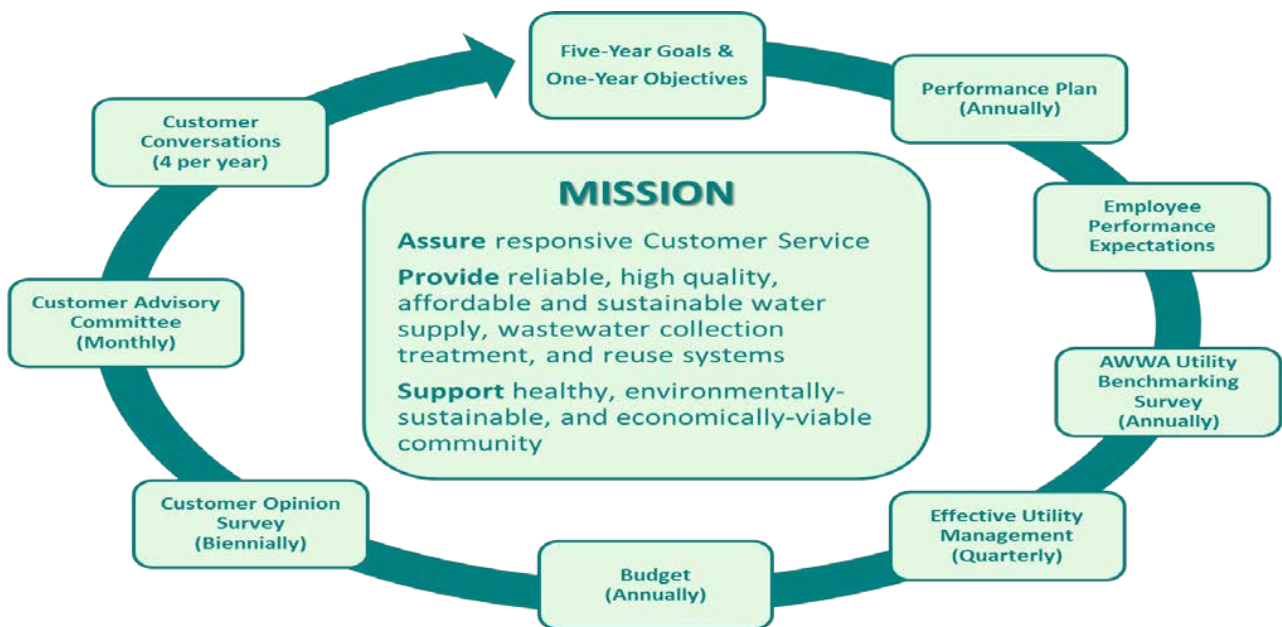 Five-Year Goals &
One-Year Objectives
Performance Plan
(Annually)
Employee
Performance
Expectations
AWWA Utility
Benchmarking
Survey
(Annually)
Effective Utility
Management
(Quarterly)
Budget
(Annually)
Customer Opinion
Survey
(Biennially)
Customer Advisory
Committee
(Monthly)
Customer
Conversations
(4 per year)
MISSION
Assure responsive Customer Service
Provide reliable, high quality,
affordable and sustainable water
supply, wastewater collection
treatment, and reuse systems
Support healthy, environmentally-
sustainable, and economically-viable
community